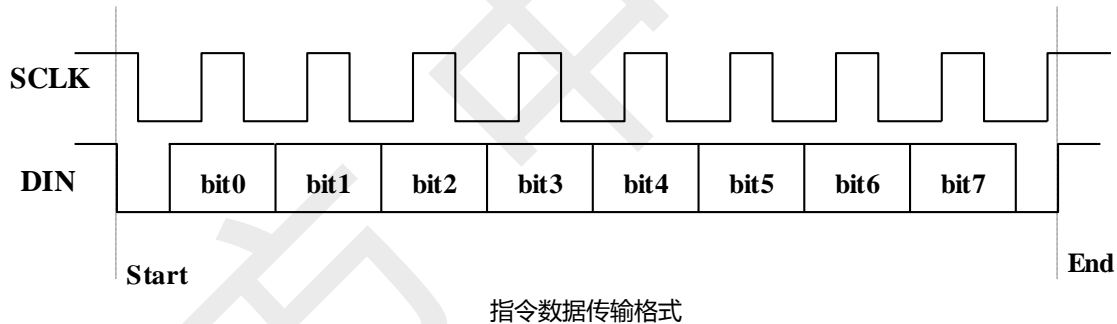 SCLK
DIN bit0 bit1 bit2 bit3 bit4 bit5 bit6 bit7
Start End
指令数据传输格式